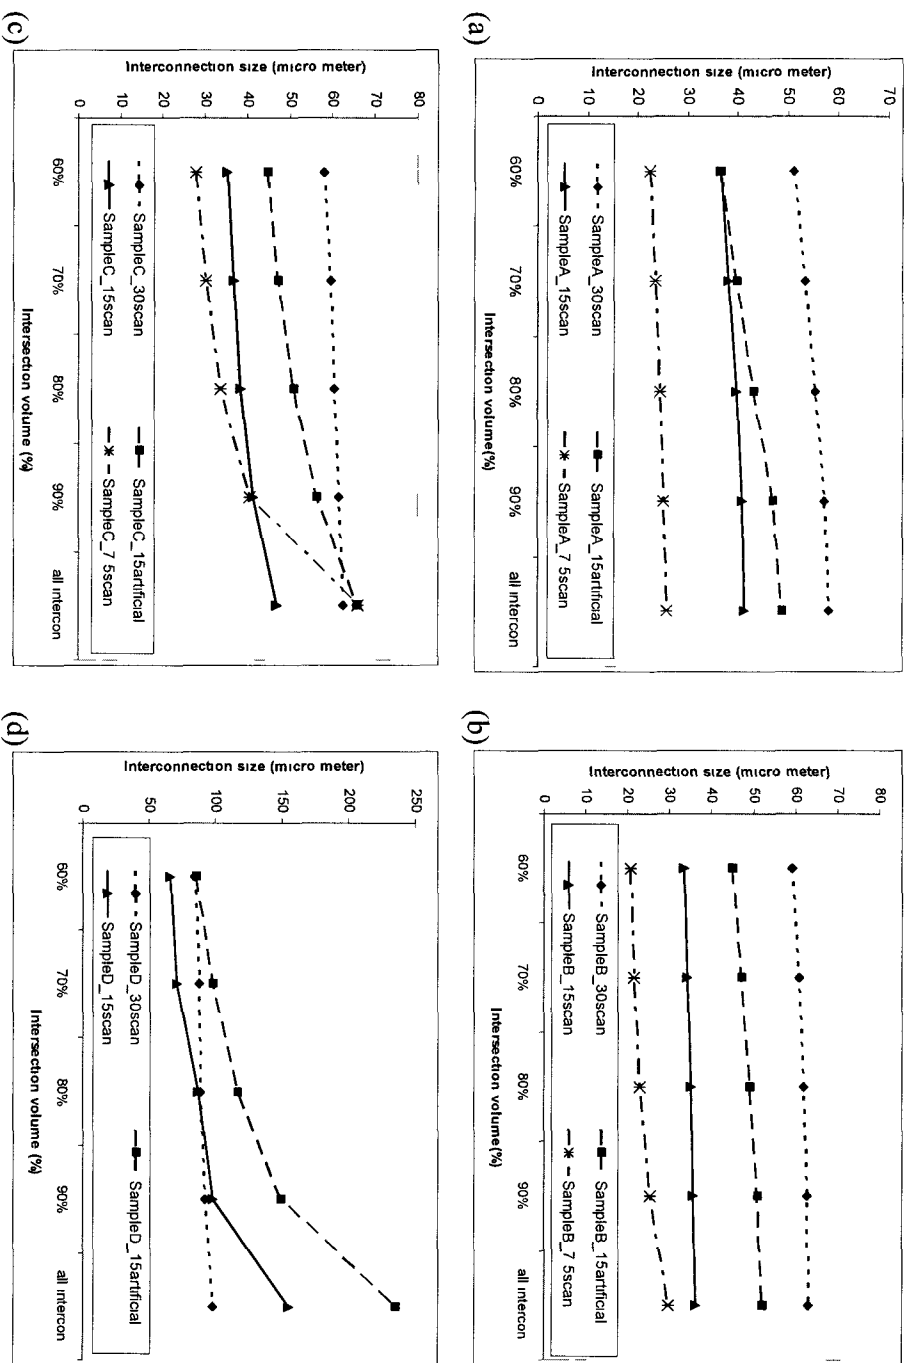 (a)
Interconnection size (micro meter)
70
60
50
40
30
20
10
0
60%
70%
80%
90%
all intercon
Intersection volume(%)
SampleA_30scan
SampleA_15artificial
SampleA_15scan
SampleA_7 5scan
(b)
Interconnection size (micro meter)
80
70
60
50
40
30
20
10
0
60%
70%
80%
90%
all intercon
Intersection volume (%)
SampleB_30scan
SampleB_15artificial
SampleB_15scan
SampleB_7 5scan
(c)
Interconnection size (micro meter)
80
70
60
50
40
30
20
10
0
60%
70%
80%
90%
all intercon
Intersection volume (%)
SampleC_30scan
SampleC_15artificial
SampleC_15scan
SampleC_7 5scan
(d)
Interconnection size (micro meter)
250
200
150
100
50
0
60%
70%
80%
90%
all intercon
Intersection volume (%)
SampleD_30scan
SampleD_15artificial
SampleD_15scan